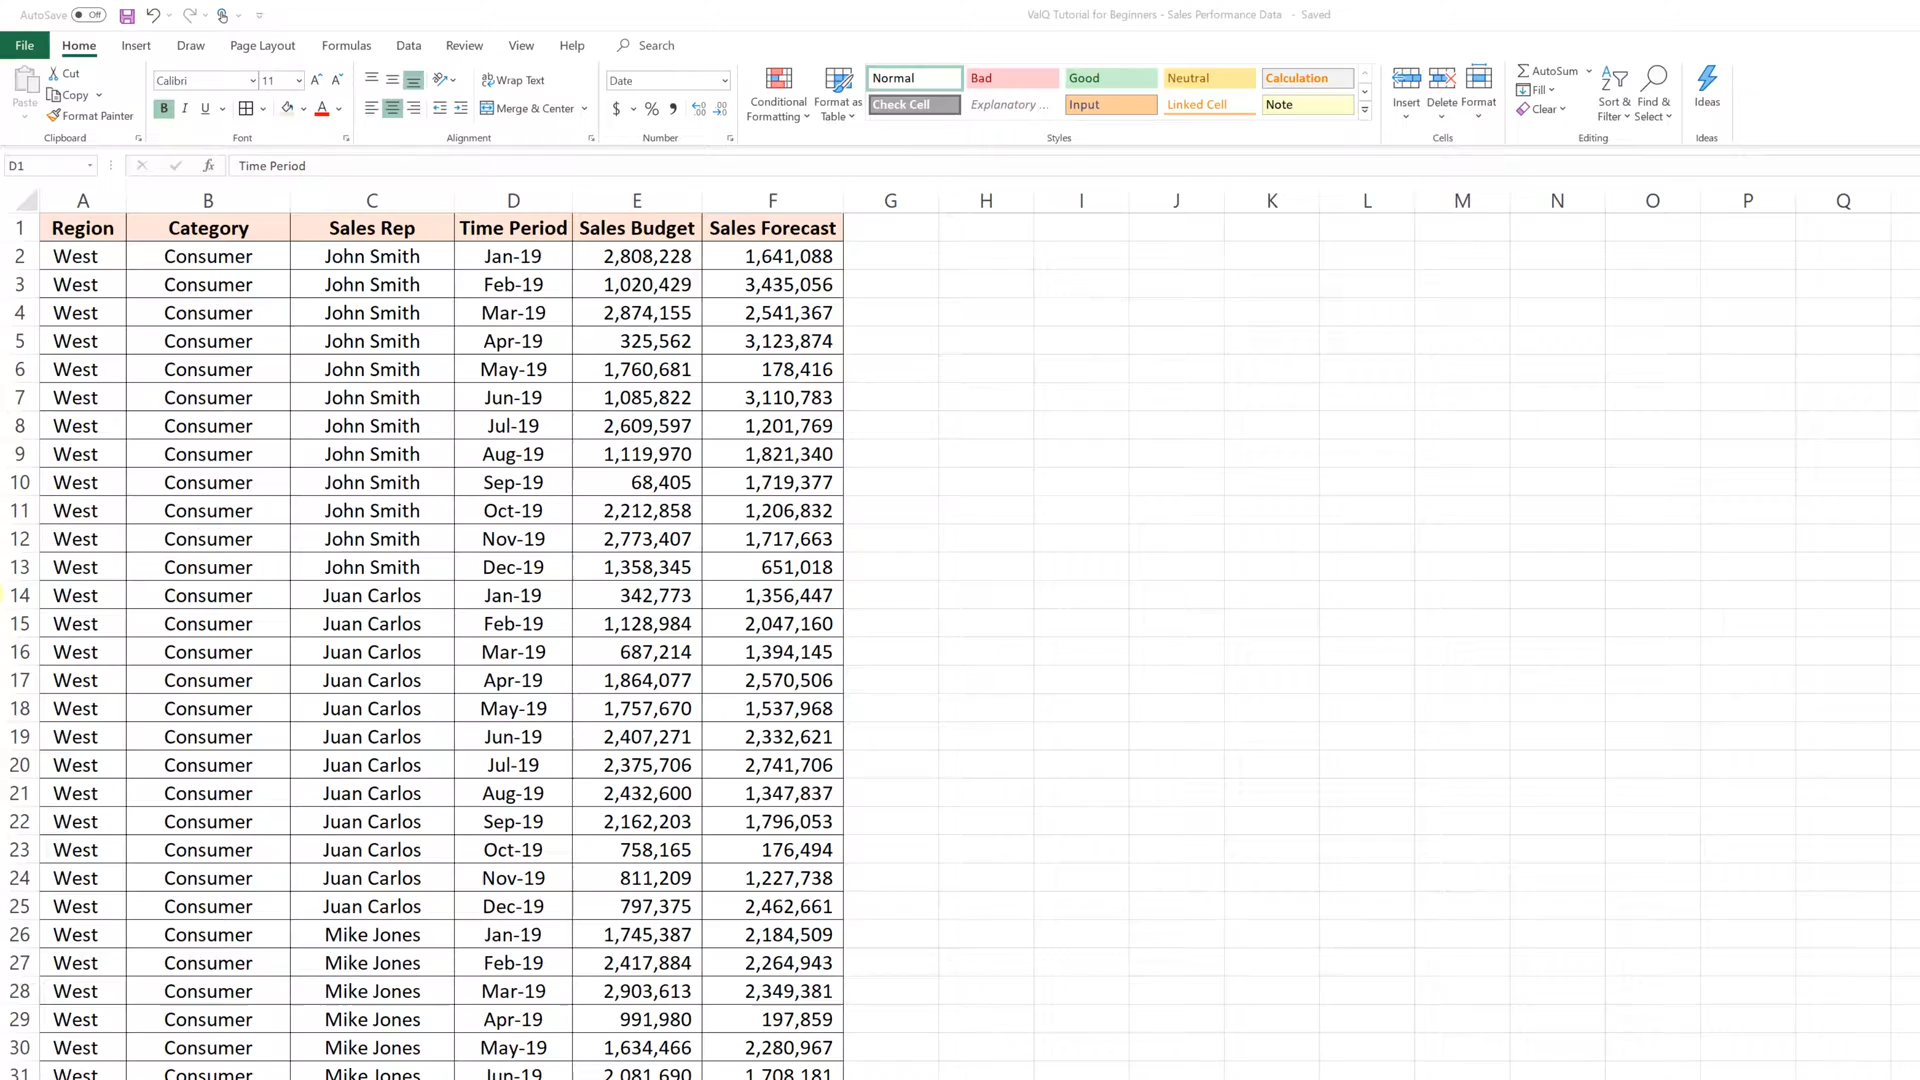 AutoSave Off
ValQ Tutorial for Beginners - Sales Performance Data - Saved
File Home Insert Draw Page Layout Formulas Data Review View Help Search
Paste
Cut
Copy
Format Painter
Clipboard
Calibri 11
B I U
Font
Wrap Text
Merge & Center
Alignment
Date
$ % ,
Number
Conditional Formatting
Format as Table
Normal Bad Good Neutral Calculation
Check Cell Explanatory ... Input Linked Cell Note
Styles
Insert Delete Format
Cells
AutoSum
Fill
Clear
Sort & Filter
Find & Select
Editing
Ideas
Ideas
D1 fx Time Period
A B C D E F G H I J K L M N O P Q
1 Region Category Sales Rep Time Period Sales Budget Sales Forecast
2 West Consumer John Smith Jan-19 2,808,228 1,641,088
3 West Consumer John Smith Feb-19 1,020,429 3,435,056
4 West Consumer John Smith Mar-19 2,874,155 2,541,367
5 West Consumer John Smith Apr-19 325,562 3,123,874
6 West Consumer John Smith May-19 1,760,681 178,416
7 West Consumer John Smith Jun-19 1,085,822 3,110,783
8 West Consumer John Smith Jul-19 2,609,597 1,201,769
9 West Consumer John Smith Aug-19 1,119,970 1,821,340
10 West Consumer John Smith Sep-19 68,405 1,719,377
11 West Consumer John Smith Oct-19 2,212,858 1,206,832
12 West Consumer John Smith Nov-19 2,773,407 1,717,663
13 West Consumer John Smith Dec-19 1,358,345 651,018
14 West Consumer Juan Carlos Jan-19 342,773 1,356,447
15 West Consumer Juan Carlos Feb-19 1,128,984 2,047,160
16 West Consumer Juan Carlos Mar-19 687,214 1,394,145
17 West Consumer Juan Carlos Apr-19 1,864,077 2,570,506
18 West Consumer Juan Carlos May-19 1,757,670 1,537,968
19 West Consumer Juan Carlos Jun-19 2,407,271 2,332,621
20 West Consumer Juan Carlos Jul-19 2,375,706 2,741,706
21 West Consumer Juan Carlos Aug-19 2,432,600 1,347,837
22 West Consumer Juan Carlos Sep-19 2,162,203 1,796,053
23 West Consumer Juan Carlos Oct-19 758,165 176,494
24 West Consumer Juan Carlos Nov-19 811,209 1,227,738
25 West Consumer Juan Carlos Dec-19 797,375 2,462,661
26 West Consumer Mike Jones Jan-19 1,745,387 2,184,509
27 West Consumer Mike Jones Feb-19 2,417,884 2,264,943
28 West Consumer Mike Jones Mar-19 2,903,613 2,349,381
29 West Consumer Mike Jones Apr-19 991,980 197,859
30 West Consumer Mike Jones May-19 1,634,466 2,280,967
31 West Consumer Mike Jones Jun-19 2,081,690 1,708,181